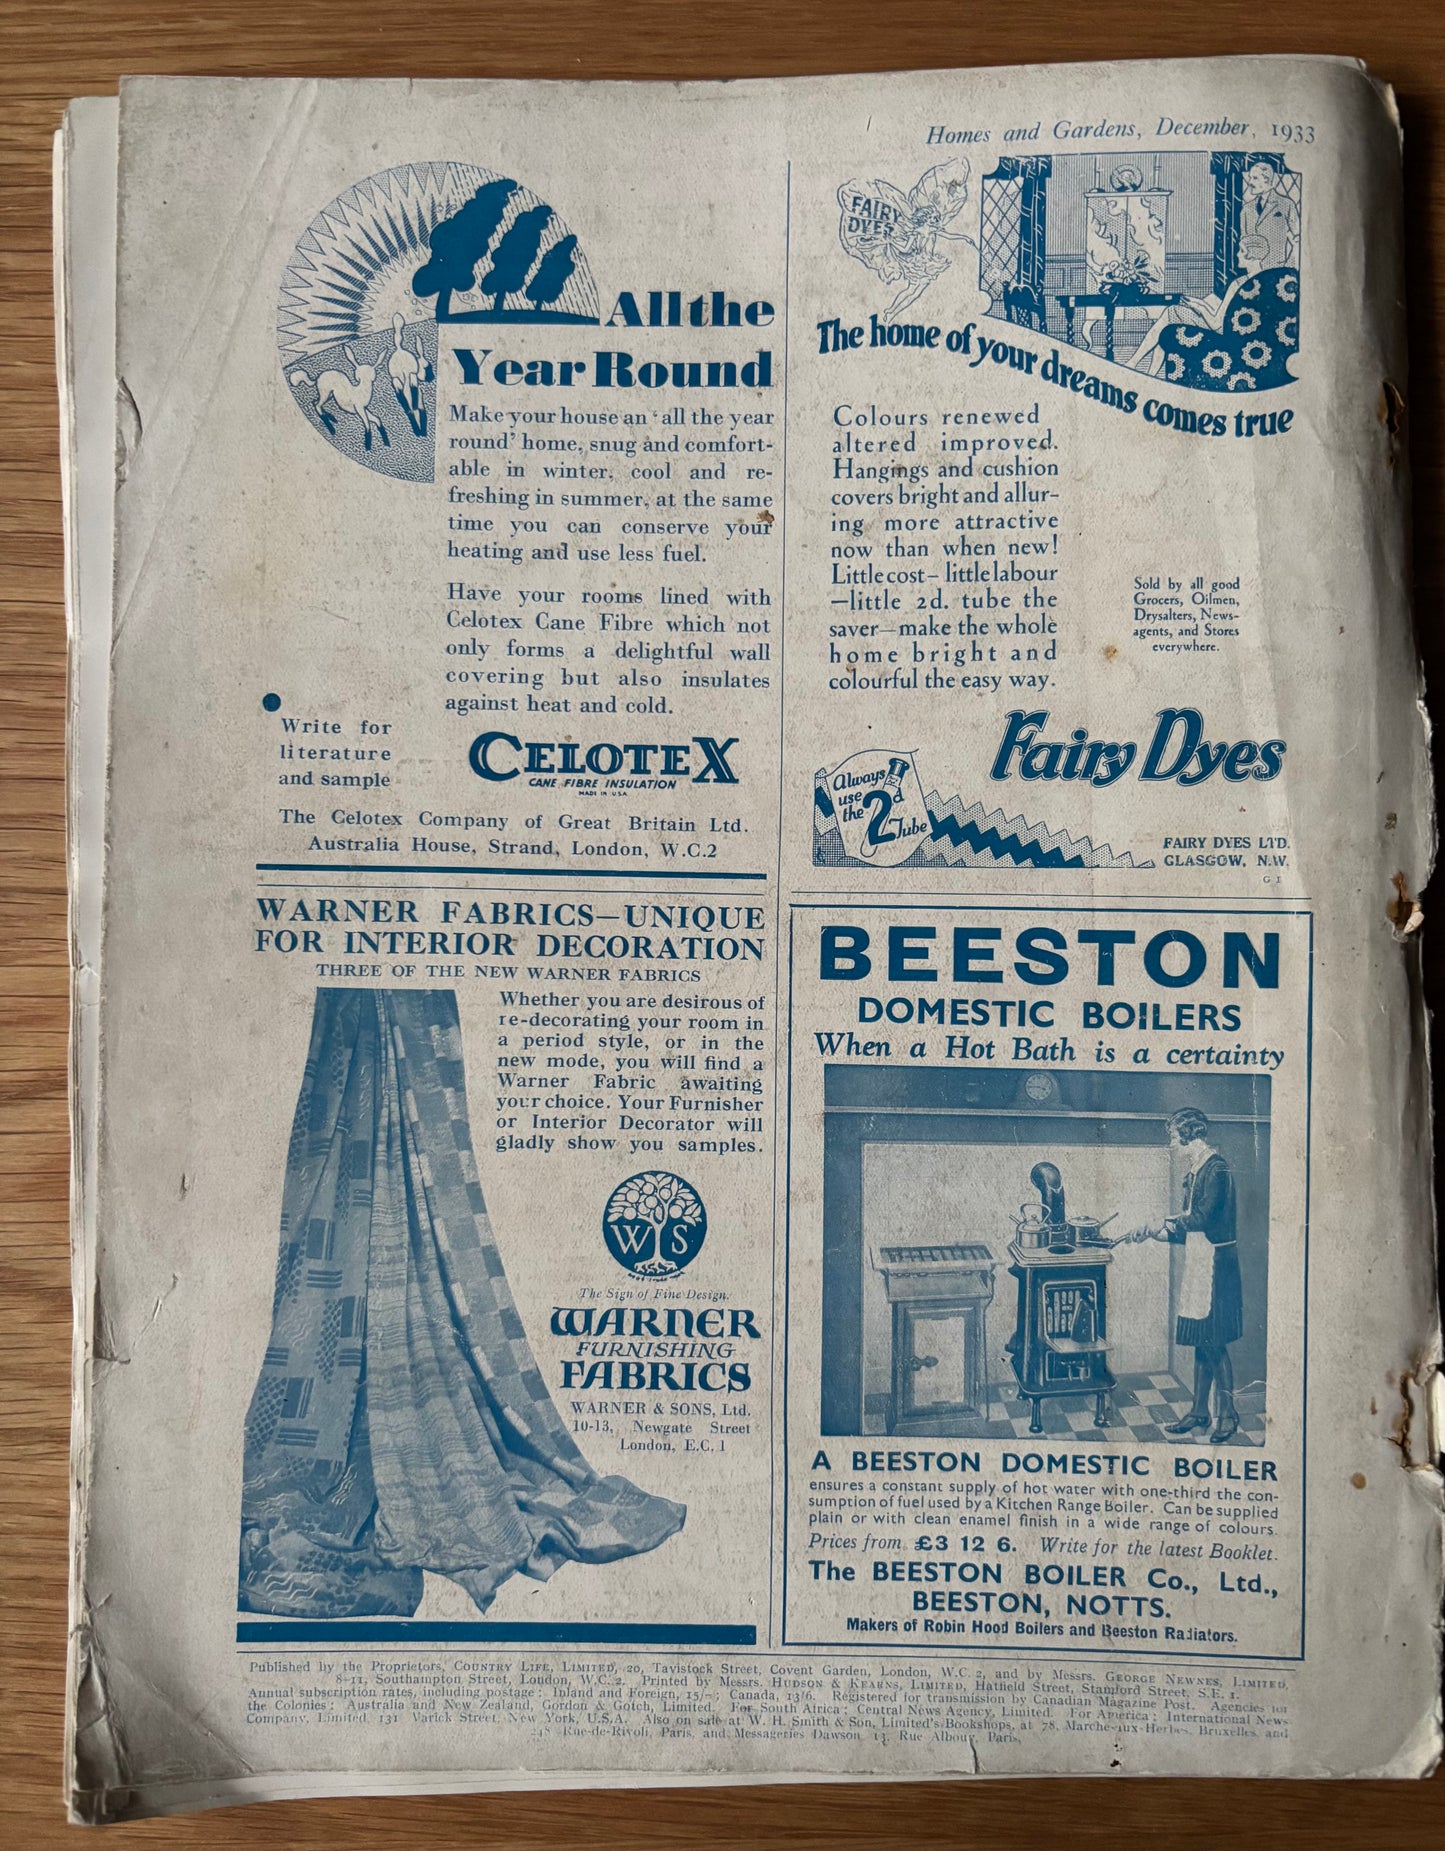 Homes and Gardens, December, 1933
All the
Year Round
Make your house an 'all the year
round' home, snug and comfort-
able in winter, cool and re-
freshing in summer, at the same
time you can conserve your
heating and use less fuel.
Have your rooms lined with
Celotex Cane Fibre which not
only forms a delightful wall
covering but also insulates
against heat and cold.
Write for
literature
and sample
CELOTEX
CANE FIBRE INSULATION
MADE IN U.S.A.
The Celotex Company of Great Britain Ltd.
Australia House, Strand, London, W.C.2
FAIRY
DYES
The home of your dreams comes true
Colours renewed
altered improved.
Hangings and cushion
covers bright and allur-
ing more attractive
now than when new!
Little cost—little labour
—little 2d. tube the
saver—make the whole
home bright and
colourful the easy way.
Sold by all good
Grocers, Oilmen,
Drysalters, News-
agents, and Stores
everywhere.
Fairy Dyes
Always
use
the 2d
Tube
FAIRY DYES LTD.
GLASGOW, N.W.
G 1
WARNER FABRICS—UNIQUE
FOR INTERIOR DECORATION
THREE OF THE NEW WARNER FABRICS
Whether you are desirous of
re-decorating your room in
a period style, or in the
new mode, you will find a
Warner Fabric awaiting
your choice. Your Furnisher
or Interior Decorator will
gladly show you samples.
W S
The Sign of Fine Design.
WARNER
FURNISHING
FABRICS
WARNER & SONS, Ltd.
10-13, Newgate Street
London, E.C. 1
BEESTON
DOMESTIC BOILERS
When a Hot Bath is a certainty
A BEESTON DOMESTIC BOILER
ensures a constant supply of hot water with one-third the con-
sumption of fuel used by a Kitchen Range Boiler. Can be supplied
plain or with clean enamel finish in a wide range of colours.
Prices from £3 12 6. Write for the latest Booklet.
The BEESTON BOILER Co., Ltd.,
BEESTON, NOTTS.
Makers of Robin Hood Boilers and Beeston Radiators.
Published by the Proprietors, COUNTRY LIFE, LIMITED, 20, Tavistock Street, Covent Garden, London, W.C. 2, and by Messrs. GEORGE NEWNES, LIMITED,
8-11, Southampton Street, London, W.C. 2. Printed by Messrs. HUDSON & KEARNS, LIMITED, Hatfield Street, Stamford Street, S.E. 1.
Annual subscription rates, including postage: Inland and Foreign, 15/-; Canada, 13/6. Registered for transmission by Canadian Magazine Post. Agencies for
the Colonies: Australia and New Zealand, Gordon & Gotch, Limited. For South Africa: Central News Agency, Limited. For America: International News
Company, Limited, 131 Varick Street, New York, U.S.A. Also on sale at W. H. Smith & Son, Limited's Bookshops, at 78, Marche-aux-Herbes, Bruxelles, and
248 Rue-de-Rivoli, Paris, and Messageries Dawson, 13, Rue Albouy, Paris,